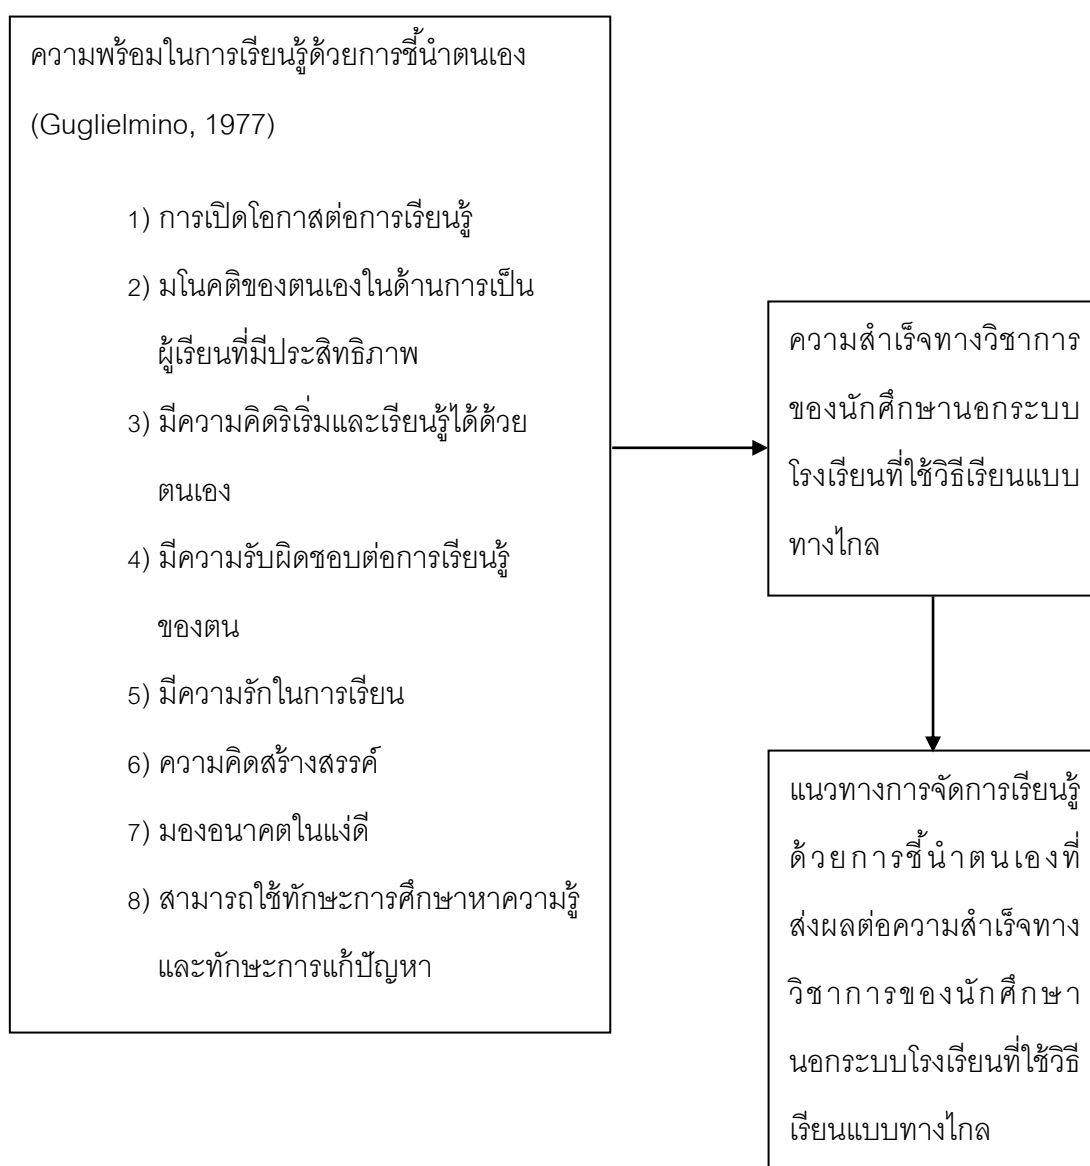 ความพร้อมในการเรียนรู้ด้วยการชี้นำตนเอง
(Guglielmino, 1977)
1) การเปิดโอกาสต่อการเรียนรู้
2) มโนคติของตนเองในด้านการเป็น
ผู้เรียนที่มีประสิทธิภาพ
3) มีความคิดริเริ่มและเรียนรู้ได้ด้วย
ตนเอง
4) มีความรับผิดชอบต่อการเรียนรู้
ของตน
5) มีความรักในการเรียน
6) ความคิดสร้างสรรค์
7) มองอนาคตในแง่ดี
8) สามารถใช้ทักษะการศึกษาหาความรู้
และทักษะการแก้ปัญหา
ความสำเร็จทางวิชาการ
ของนักศึกษานอกระบบ
โรงเรียนที่ใช้วิธีเรียนแบบ
ทางไกล
แนวทางการจัดการเรียนรู้
ด้วยการชี้นำตนเองที่
ส่งผลต่อความสำเร็จทาง
วิชาการของนักศึกษา
นอกระบบโรงเรียนที่ใช้วิธี
เรียนแบบทางไกล